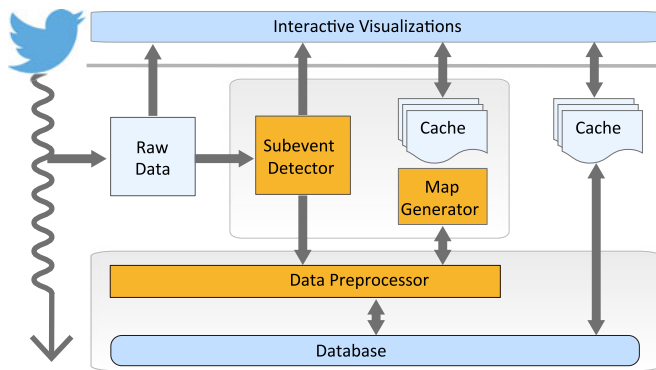 Interactive Visualizations
Raw
Data
Subevent
Detector
Cache
Map
Generator
Cache
Data Preprocessor
Database